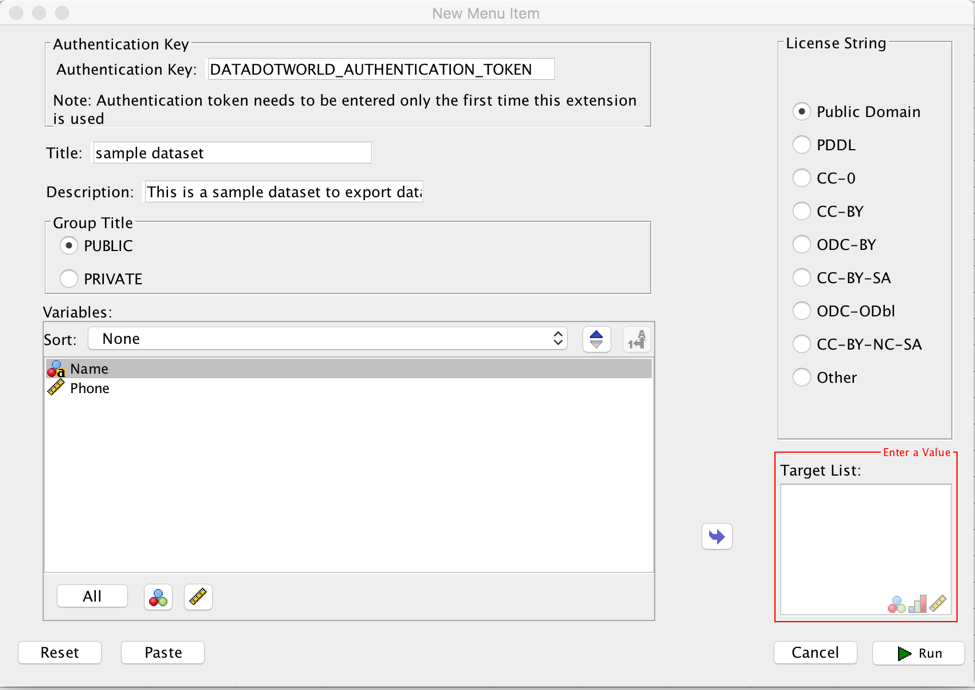 New Menu Item
Authentication Key
Authentication Key: DATADOTWORLD_AUTHENTICATION_TOKEN
Note: Authentication token needs to be entered only the first time this extension
is used
Title: sample dataset
Description: This is a sample dataset to export data
Group Title
PUBLIC
PRIVATE
Variables:
Sort: None
Name
Phone
All
Reset
Paste
License String
Public Domain
PDDL
CC-0
CC-BY
ODC-BY
CC-BY-SA
ODC-ODbl
CC-BY-NC-SA
Other
Enter a Value
Target List:
Cancel
Run